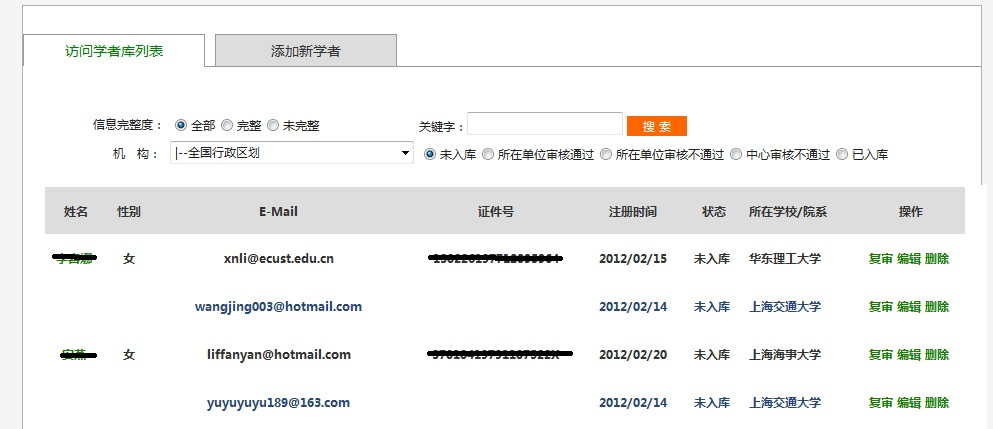 访问学者库列表 添加新学者
信息完整度： 全部 完整 未完整 关键字： 搜 索
机 构： |--全国行政区划 未入库 所在单位审核通过 所在单位审核不通过 中心审核不通过 已入库
姓名 性别 E-Mail 证件号 注册时间 状态 所在学校/院系 操作
女 xnli@ecust.edu.cn 2012/02/15 未入库 华东理工大学 复审 编辑 删除
wangjing003@hotmail.com 2012/02/14 未入库 上海交通大学 复审 编辑 删除
女 liffanyan@hotmail.com 2012/02/20 未入库 上海海事大学 复审 编辑 删除
yuyuyuyu189@163.com 2012/02/14 未入库 上海交通大学 复审 编辑 删除